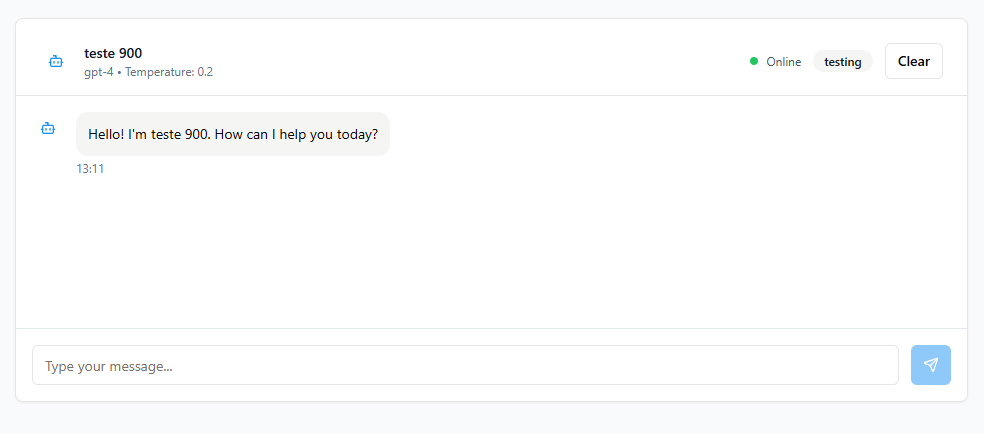 teste 900
gpt-4 • Temperature: 0.2
Online
testing
Clear
Hello! I'm teste 900. How can I help you today?
13:11
Type your message...